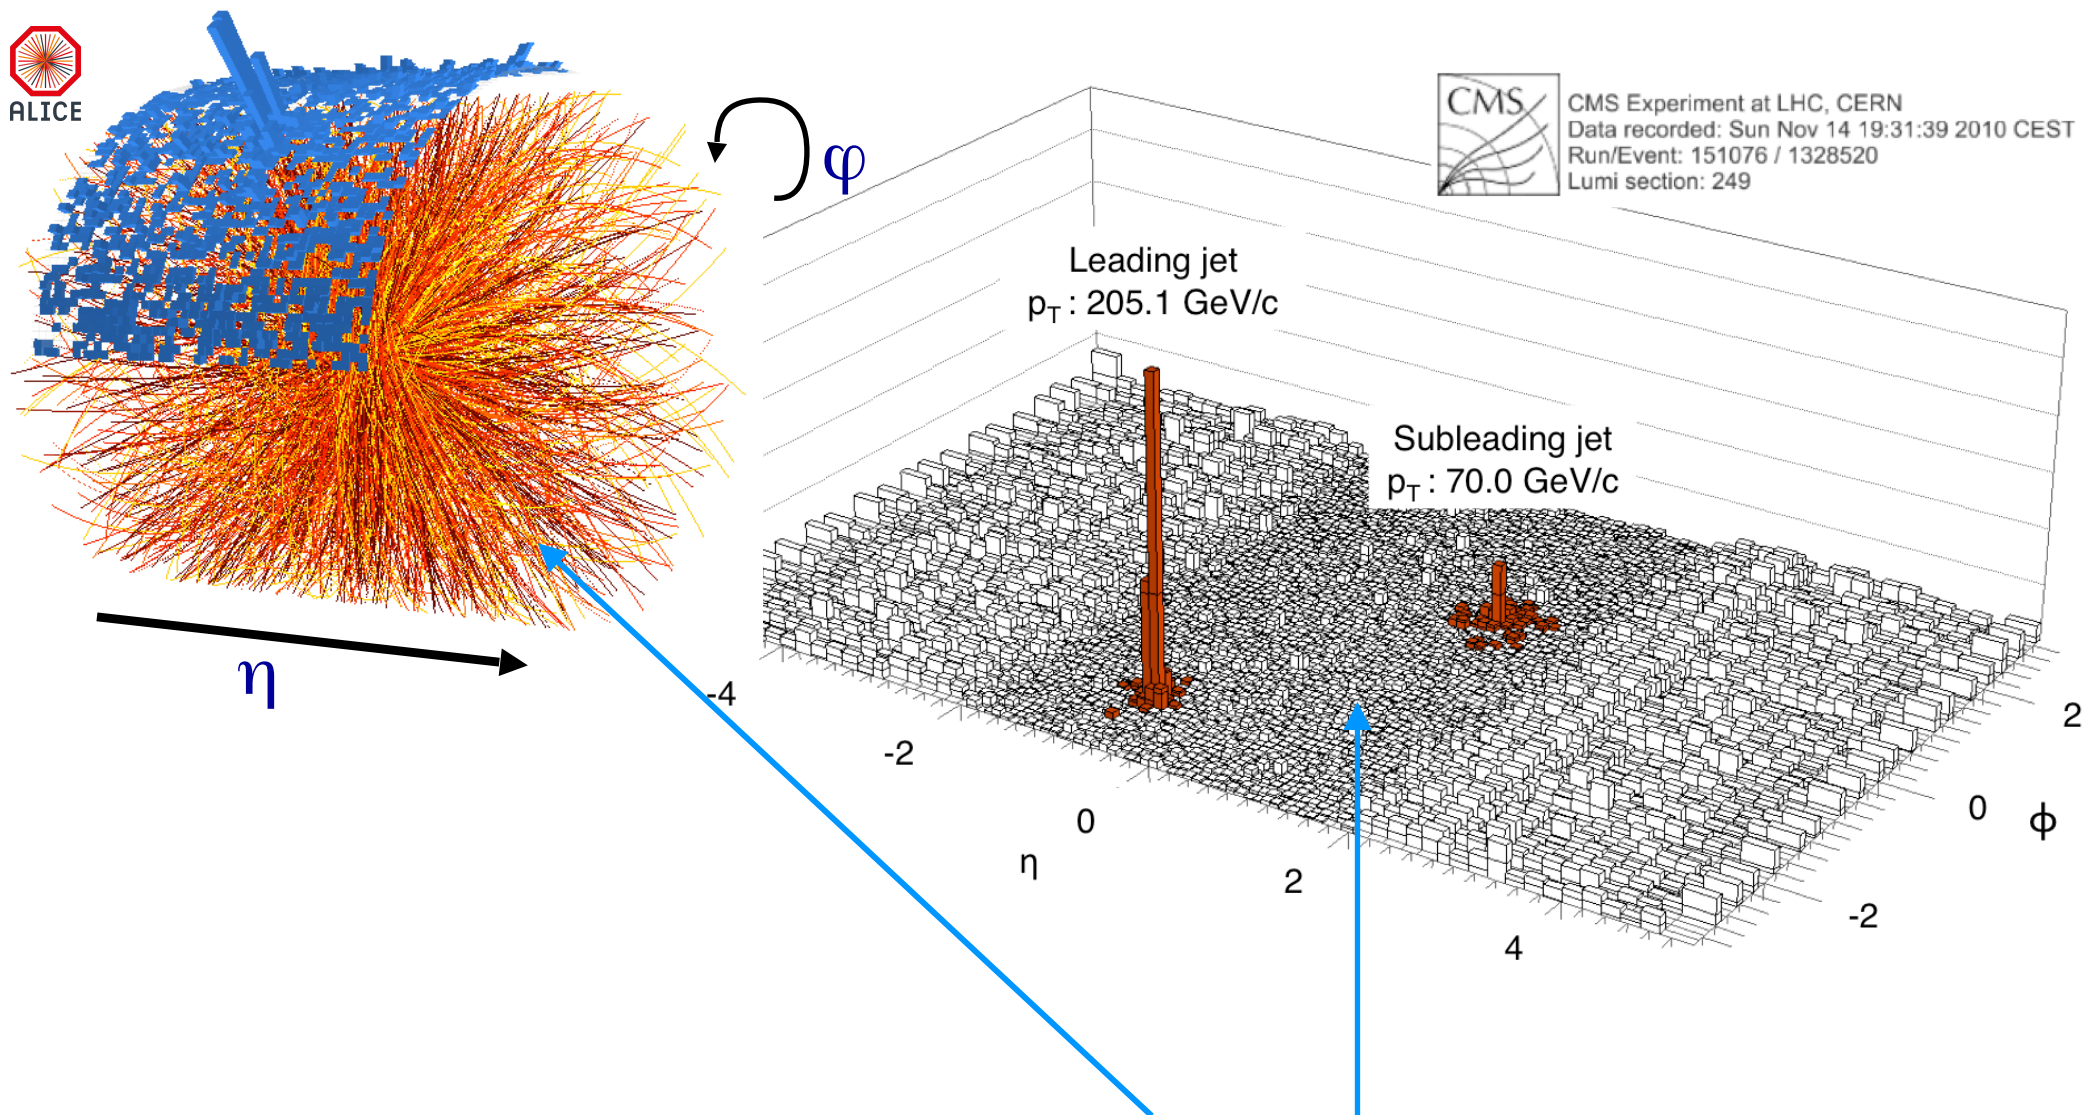 ALICE
φ
η
CMS
CMS Experiment at LHC, CERN
Data recorded: Sun Nov 14 19:31:39 2010 CEST
Run/Event: 151076 / 1328520
Lumi section: 249
Leading jet
pT : 205.1 GeV/c
Subleading jet
pT : 70.0 GeV/c
-4
-2
0
2
4
η
2
0
-2
ϕ